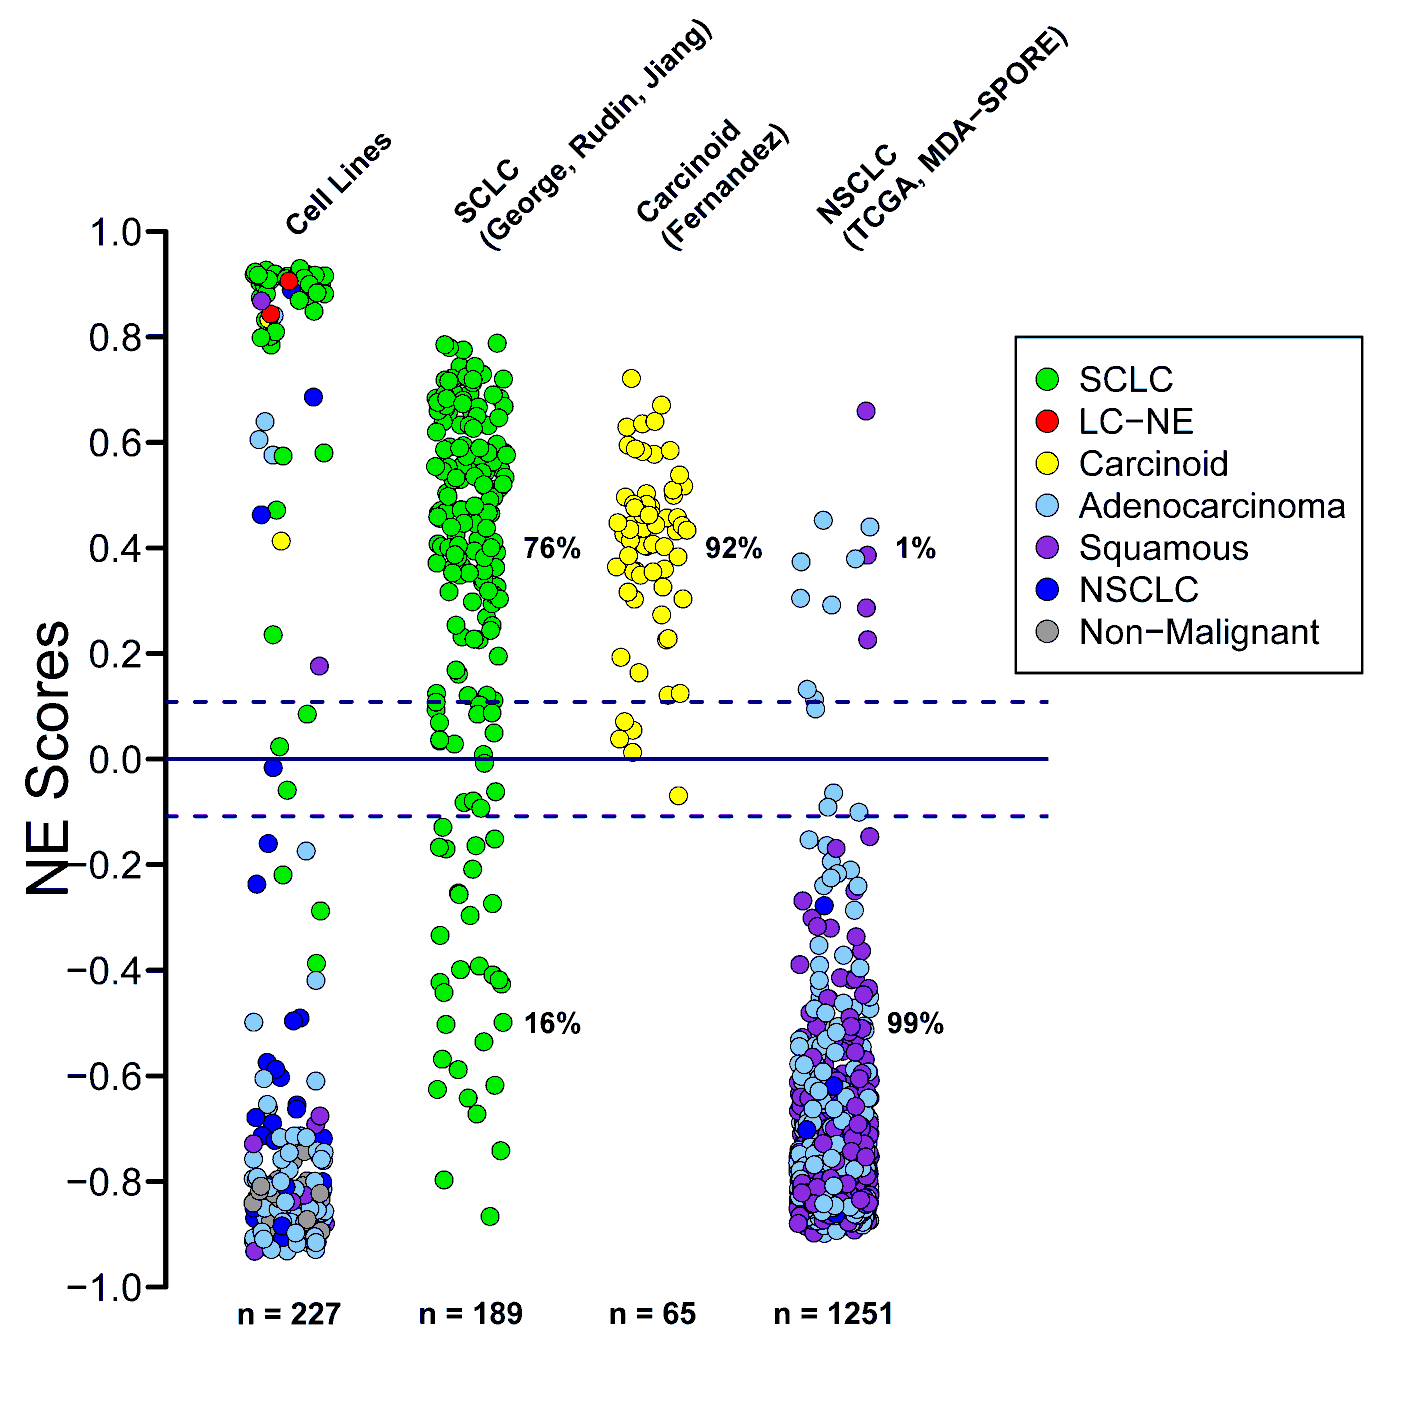 Cell Lines
SCLC
(George, Rudin, Jiang)
Carcinoid
(Fernandez)
NSCLC
(TCGA, MDA−SPORE)
NE Scores
1.0
0.8
0.6
0.4
0.2
0.0
−0.2
−0.4
−0.6
−0.8
−1.0
76%
92%
1%
16%
99%
SCLC
LC−NE
Carcinoid
Adenocarcinoma
Squamous
NSCLC
Non−Malignant
n = 227
n = 189
n = 65
n = 1251